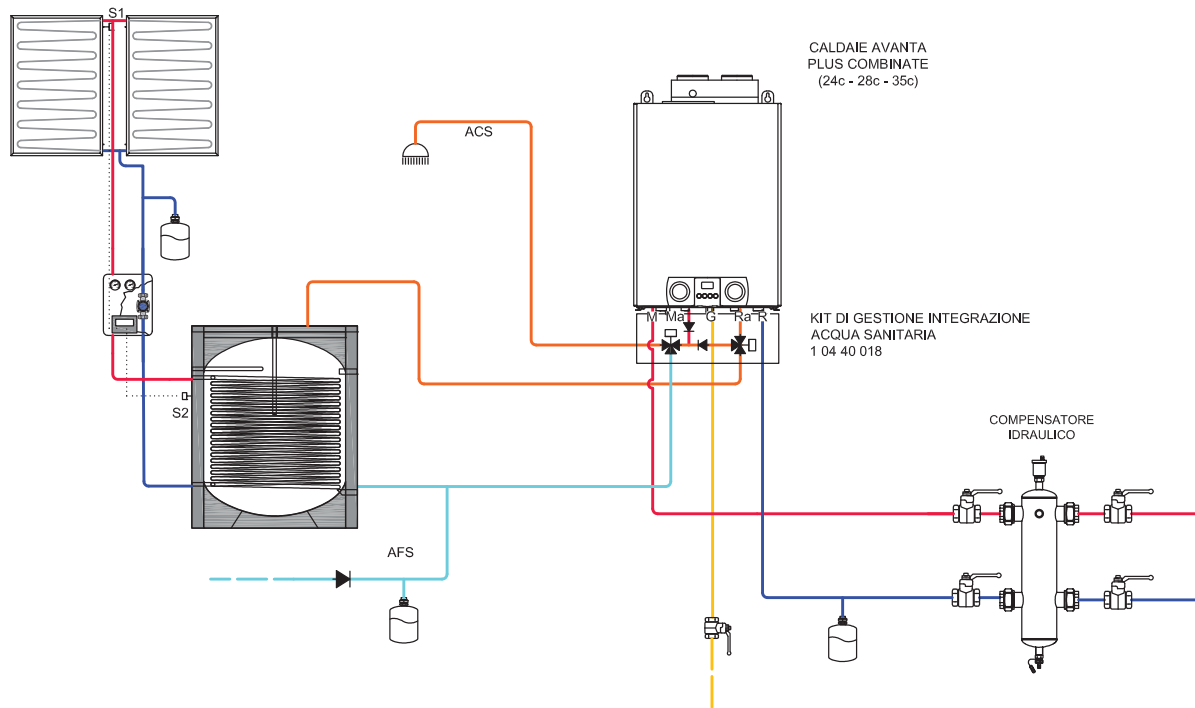 S1
CALDAIE AVANTA
PLUS COMBINATE
(24c - 28c - 35c)
ACS
M Ma G Ra R
KIT DI GESTIONE INTEGRAZIONE
ACQUA SANITARIA
1 04 40 018
S2
COMPENSATORE
IDRAULICO
AFS